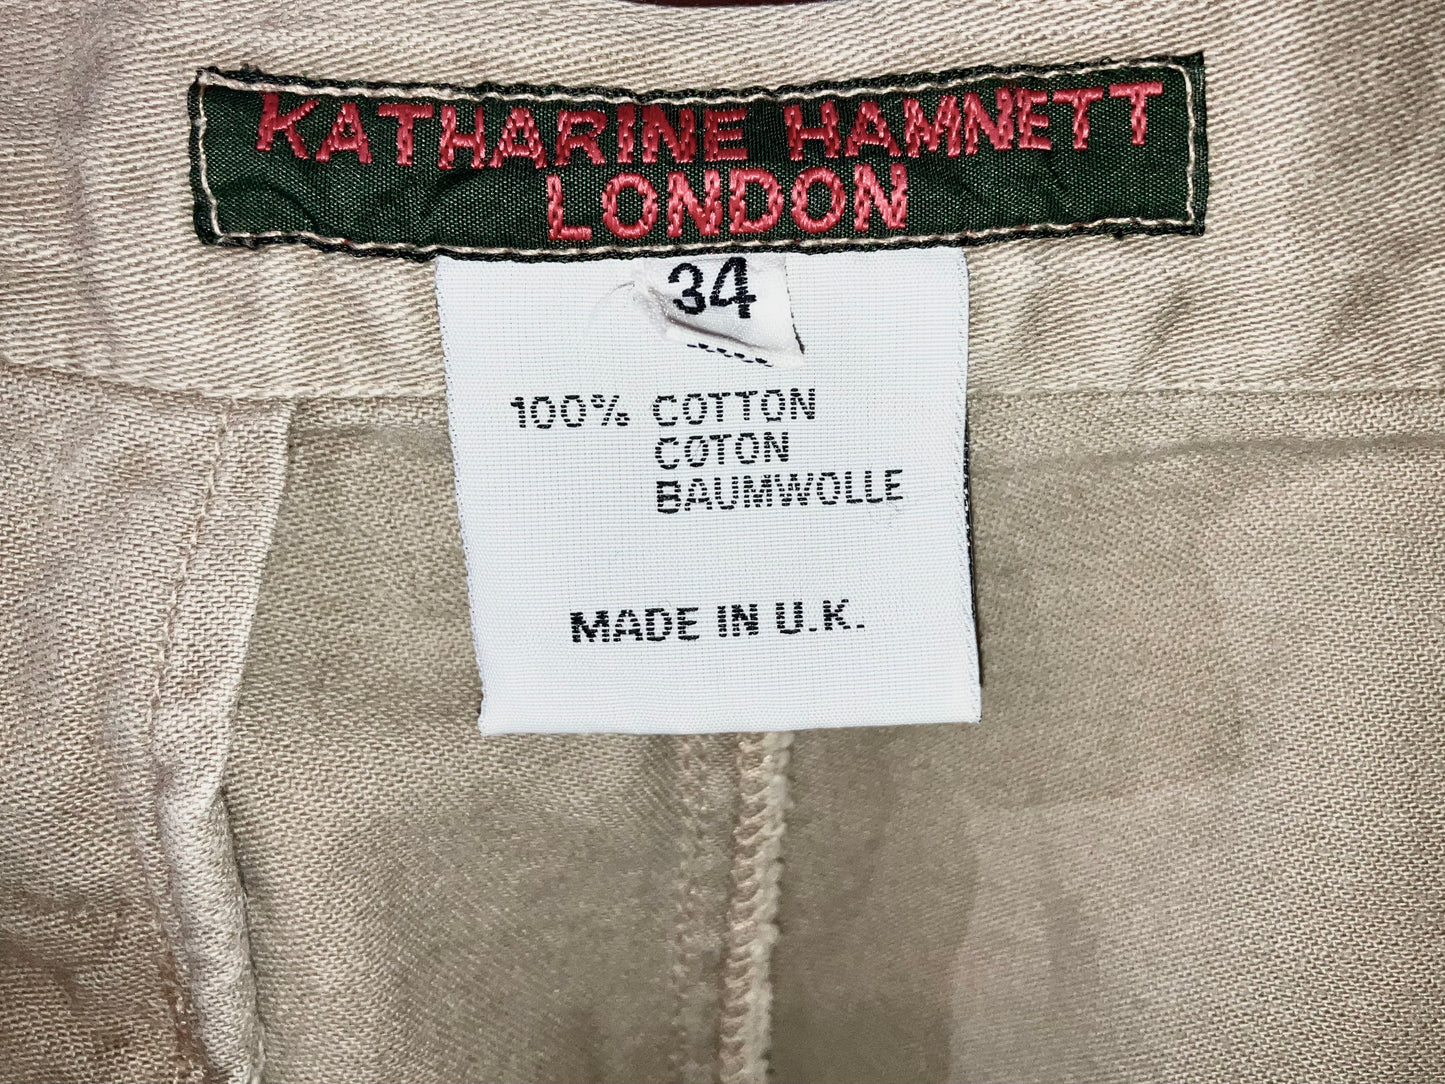 KATHARINE HAMNETT
LONDON
34
100% COTTON
COTON
BAUMWOLLE
MADE IN U.K.